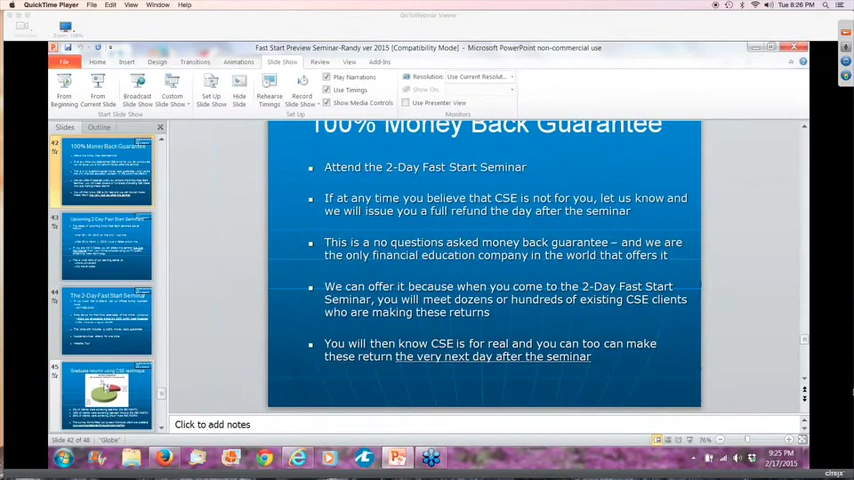 QuickTime Player File Edit View Window Help
Tue 8:26 PM
GoToWebinar Viewer
Zoom
Fast Start Preview Seminar-Randy ver 2015 [Compatibility Mode] - Microsoft PowerPoint non-commercial use
File Home Insert Design Transitions Animations Slide Show Review View Add-Ins
From Beginning
From Current Slide
Broadcast Slide Show
Custom Slide Show
Set Up Slide Show
Hide Slide
Rehearse Timings
Record Slide Show
Play Narrations
Use Timings
Show Media Controls
Resolution: Use Current Resolut...
Show On:
Use Presenter View
Start Slide Show
Set Up
Monitors
Slides Outline
42
100% Money Back Guarantee
43
Upcoming 2-Day Fast Start Seminars
44
The 2-Day Fast Start Seminar
45
Graduate returns using CSE technique
100% Money Back Guarantee
Attend the 2-Day Fast Start Seminar
If at any time you believe that CSE is not for you, let us know and
we will issue you a full refund the day after the seminar
This is a no questions asked money back guarantee – and we are
the only financial education company in the world that offers it
We can offer it because when you come to the 2-Day Fast Start
Seminar, you will meet dozens or hundreds of existing CSE clients
who are making these returns
You will then know CSE is for real and you can too can make
these return the very next day after the seminar
Click to add notes
Slide 42 of 48 "Globe"
76%
9:25 PM
2/17/2015
citrix